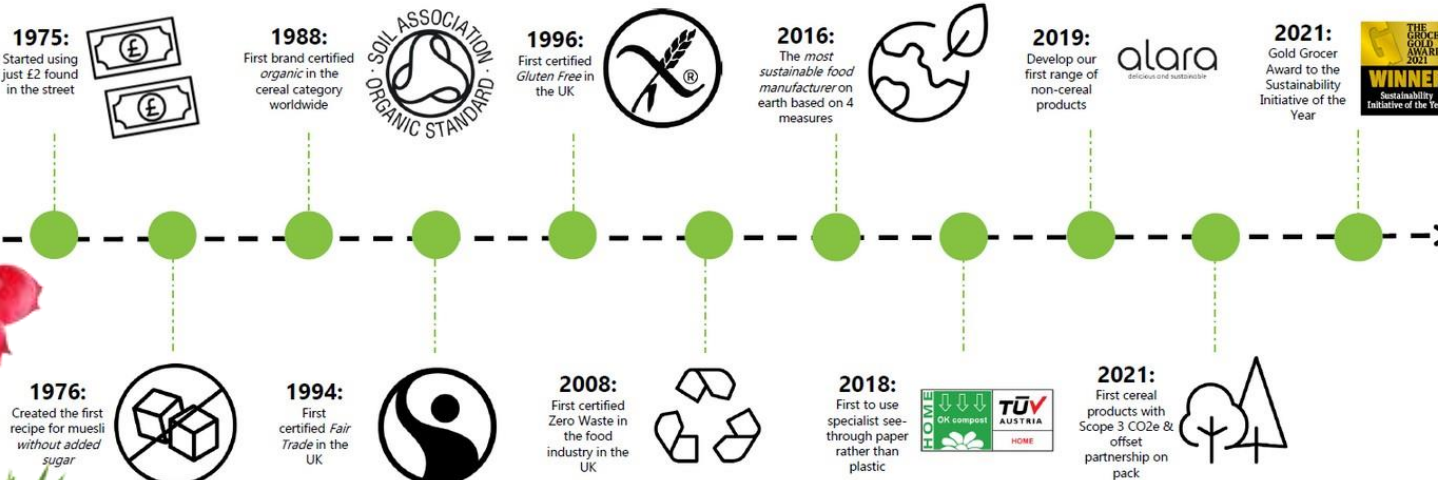 1975:
Started using
just £2 found
in the street
£
£
1988:
First brand certified
organic in the
cereal category
worldwide
SOIL ASSOCIATION
ORGANIC STANDARD
1996:
First certified
Gluten Free in
the UK
®
2016:
The most
sustainable food
manufacturer on
earth based on 4
measures
2019:
Develop our
first range of
non-cereal
products
alara
delicious and sustainable
2021:
Gold Grocer
Award to the
Sustainability
Initiative of the
Year
THE
GROCE
GOLD
AWARD
2021
WINNER
Sustainability
Initiative of the Ye
1976:
Created the first
recipe for muesli
without added
sugar
1994:
First
certified Fair
Trade in the
UK
2008:
First certified
Zero Waste in
the food
industry in the
UK
2018:
First to use
specialist see-
through paper
rather than
plastic
HOME
OK compost
TÜV
AUSTRIA
HOME
2021:
First cereal
products with
Scope 3 CO2e &
offset
partnership on
pack